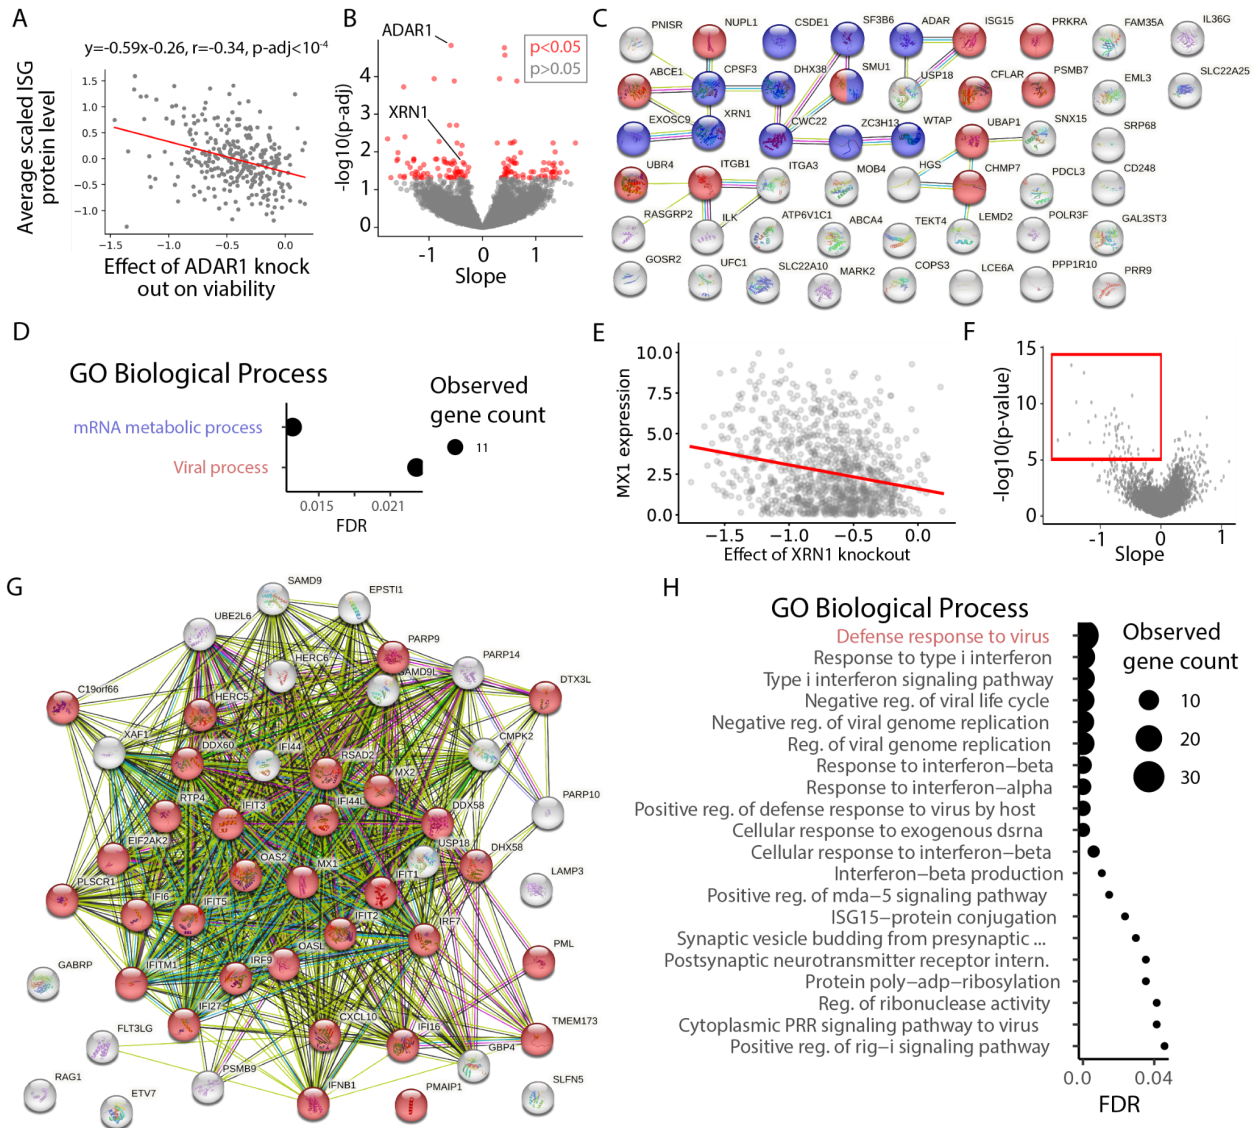 A
y=-0.59x-0.26, r=-0.34, p-adj<10⁻⁴
Average scaled ISG
protein level
1.5
1.0
0.5
0.0
−0.5
−1.0
−1.5
−1.0
−0.5
0.0
Effect of ADAR1 knock
out on viability
B
ADAR1
XRN1
p<0.05
p>0.05
-log10(p-adj)
4
2
1
0
-1
0
1
Slope
C
PNISR
NUPL1
CSDE1
SF3B6
ADAR
ISG15
PRKRA
FAM35A
IL36G
ABCE1
CPSF3
DHX38
SMU1
USP18
CFLAR
PSMB7
EML3
SLC22A25
EXOSC9
XRN1
CWC22
ZC3H13
WTAP
UBAP1
SNX15
SRP68
UBR4
ITGB1
ITGA3
MOB4
HGS
CHMP7
PDCL3
CD248
RASGRP2
ILK
ATP6V1C1
ABCA4
TEKT4
LEMD2
POLR3F
GAL3ST3
GOSR2
UFC1
SLC22A10
MARK2
COPS3
LCE6A
PPP1R10
PRR9
D
GO Biological Process
mRNA metabolic process
Viral process
0.015
0.021
FDR
Observed
gene count
11
E
MX1 expression
10.0
7.5
5.0
2.5
0.0
−1.5
−1.0
−0.5
0.0
Effect of XRN1 knockout
F
-log10(p-value)
15
10
5
0
-1
0
1
Slope
G
SAMD9
EPSTI1
UBE2L6
PARP9
HERC6
SAMD9L
PARP14
C19orf66
HERC5
DTX3L
XAF1
DDX60
IFI44
RSAD2
CMPK2
MX2
PARP10
RTP4
IFIT3
IFI44L
DDX58
EIF2AK2
OAS2
MX1
USP18
DHX58
PLSCR1
IFIT1
LAMP3
IFI6
IFIT5
IFIT2
IRF7
OASL
PML
GABRP
IFITM1
IRF9
IFI27
CXCL10
IFI16
TMEM173
FLT3LG
GBP4
PSMB9
RAG1
IFNB1
PMAIP1
SLFN5
ETV7
H
GO Biological Process
Defense response to virus
Response to type i interferon
Type i interferon signaling pathway
Negative reg. of viral life cycle
Negative reg. of viral genome replication
Reg. of viral genome replication
Response to interferon−beta
Response to interferon−alpha
Positive reg. of defense response to virus by host
Cellular response to exogenous dsrna
Cellular response to interferon−beta
Interferon−beta production
Positive reg. of mda−5 signaling pathway
ISG15−protein conjugation
Synaptic vesicle budding from presynaptic ...
Postsynaptic neurotransmitter receptor intern.
Protein poly−adp−ribosylation
Reg. of ribonuclease activity
Cytoplasmic PRR signaling pathway to virus
Positive reg. of rig−i signaling pathway
0.0
0.04
FDR
Observed
gene count
10
20
30